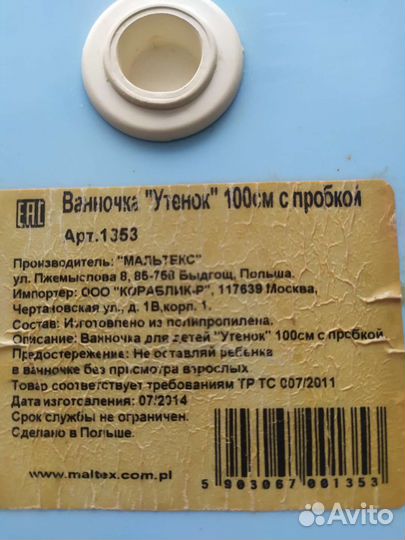 EAC Ванночка "Утенок" 100см с пробкой
Арт.1353
Производитель: "МАЛЬТЕКС"
ул. Пжемыслова 8, 85-758 Быдгощ, Польша.
Импортёр: ООО "КОРАБЛИК-Р", 117639 Москва,
Чертановская ул., д. 1В,корп. 1.
Состав: Изготовлено из полипропилена.
Описание: Ванночка для детей "Утенок" 100см с пробкой
Предостережение: Не оставляй ребенка
в ванночке без присмотра взрослых.
Товар соответствует требованиям ТР ТС 007/2011
Дата изготовления: 07/2014
Срок службы не ограничен.
Сделано в Польше.
www.maltex.com.pl
5 903067 001353
Avito